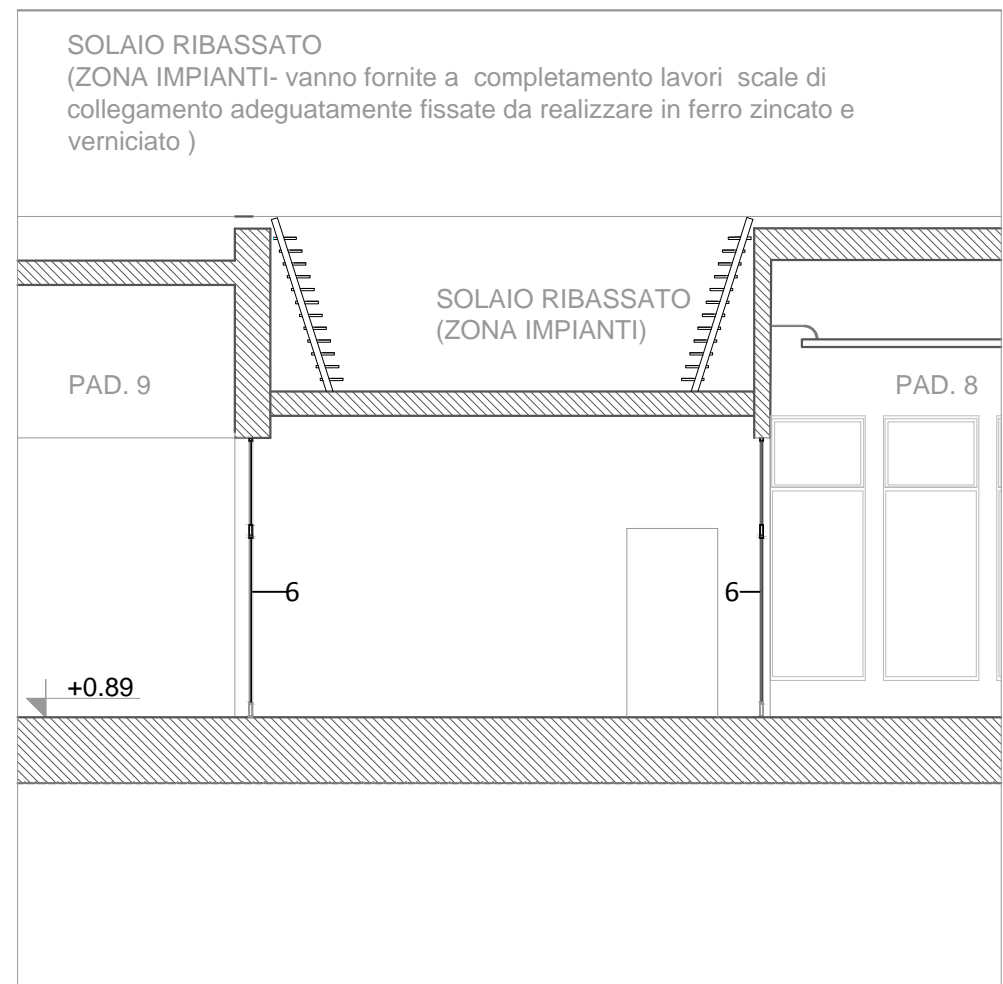 SOLAIO RIBASSATO
(ZONA IMPIANTI- vanno fornite a  completamento lavori  scale di
collegamento adeguatamente fissate da realizzare in ferro zincato e
verniciato )
SOLAIO RIBASSATO
(ZONA IMPIANTI)
PAD. 9
PAD. 8
6
6
+0.89